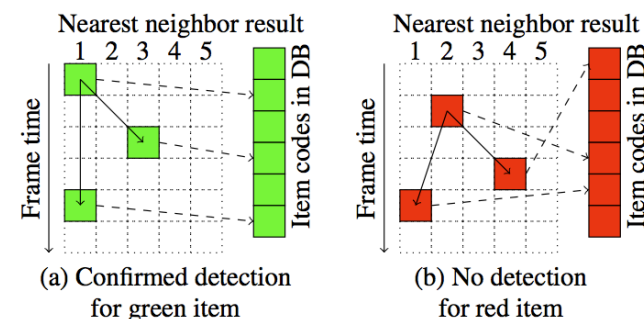 Nearest neighbor result
1 2 3 4 5
Frame time
Item codes in DB
(a) Confirmed detection
for green item
Nearest neighbor result
1 2 3 4 5
Frame time
Item codes in DB
(b) No detection
for red item